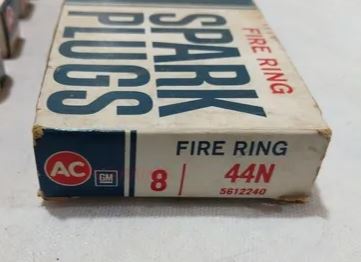 FIRE RING
SPARK
PLUGS
AC
GM
8
FIRE RING
44N
5612240